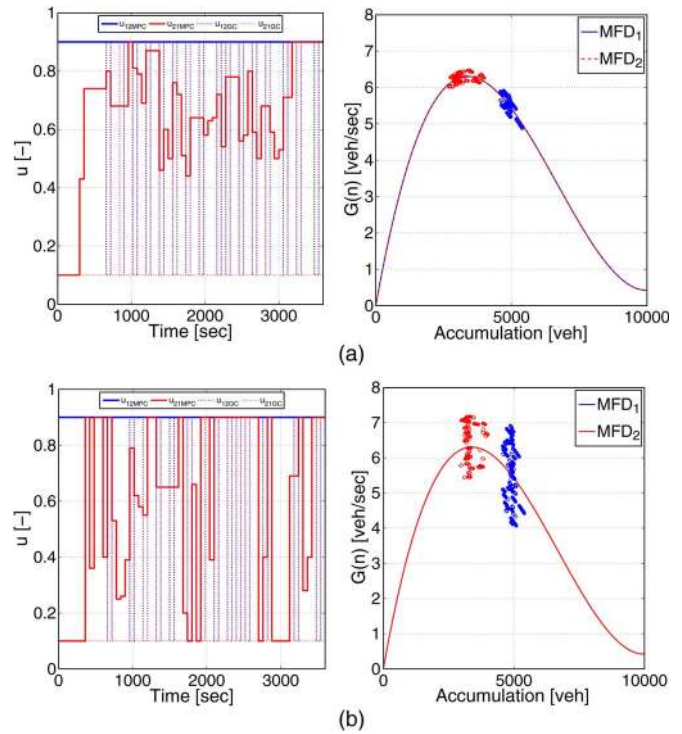 u12MPC u21MPC u12GC u21GC
1
0.8
0.6
0.4
0.2
0
u [–]
0 1000 2000 3000
Time [sec]
MFD1
MFD2
8
7
6
5
4
3
2
1
0
G(n) [veh/sec]
0 5000 10000
Accumulation [veh]
(a)
u12MPC u21MPC u12GC u21GC
1
0.8
0.6
0.4
0.2
0
u [–]
0 1000 2000 3000
Time [sec]
MFD1
MFD2
8
7
6
5
4
3
2
1
0
G(n) [veh/sec]
0 5000 10000
Accumulation [veh]
(b)